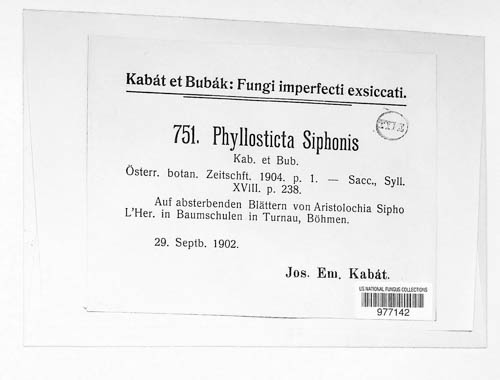 Kabát et Bubák: Fungi imperfecti exsiccati.
TYPE
751. Phyllosticta Siphonis
Kab. et Bub.
Österr. botan. Zeitschft. 1904. p. 1. — Sacc., Syll.
XVIII. p. 238.
Auf absterbenden Blättern von Aristolochia Sipho
L'Her. in Baumschulen in Turnau, Böhmen.
29. Septb. 1902.
Jos. Em. Kabát.
US NATIONAL FUNGUS COLLECTIONS
977142